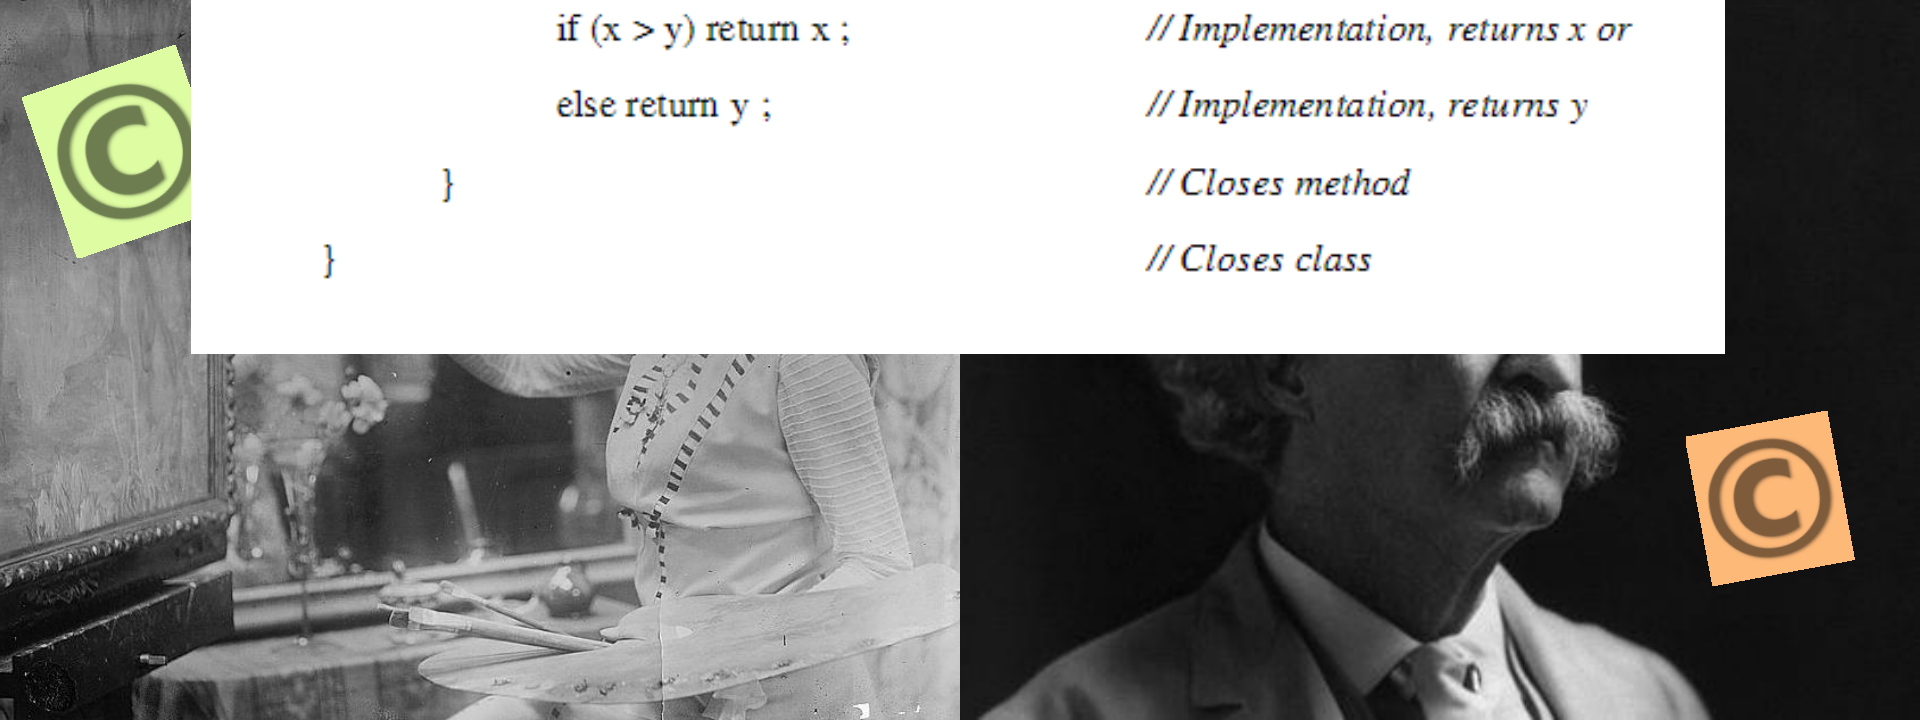 if (x > y) return x ; // Implementation, returns x or
else return y ; // Implementation, returns y
} // Closes method
} // Closes class
©
©